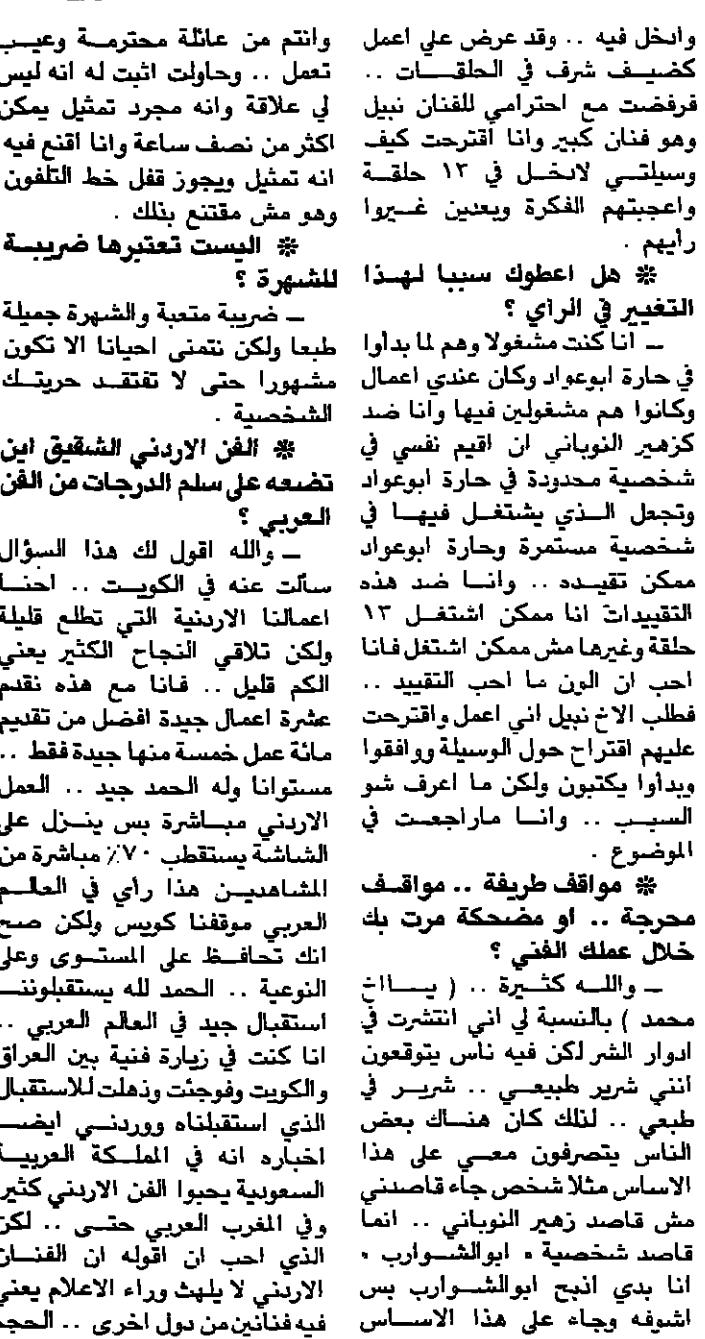 وادخل فيه .. وقد عرض علي اعمل
كضيف شرف في الحلقات ..
فرفضت مع احترامي للفنان نبيل
وهو فنان كبير وانا أقترحت كيف
وسيلتي لادخل في ١٣ حلقة
واعجبتهم الفكرة وبعدين غيروا
رأيهم .
❊ هل اعطوك سببا لهذا
التغيير في الرأي ؟
ــ انا كنت مشغولا وهم لما بدأوا
في حارة ابوعواد وكان عندي اعمال
وكانوا هم مشغولين فيها وانا ضد
كزهير النوباني ان اقيم نفسي في
شخصية محدودة في حارة ابوعواد
وتجعل الذي يشتغل فيها في
شخصية مستمرة وحارة ابوعواد
ممكن تقيده .. وانا ضد هذه
التقييدات انا ممكن اشتغل ١٣
حلقة وغيرها مش ممكن اشتغل فانا
احب ان الون ما احب التقييد ..
فطلب الاخ نبيل اني اعمل واقترحت
عليهم اقتراح حول الوسيلة ووافقوا
وبدأوا يكتبون ولكن ما اعرف شو
السبب .. وانا ماراجعت في
الموضوع .
❊ مواقف طريفة .. مواقف
محرجة .. او مضحكة مرت بك
خلال عملك الفني ؟
ــ والله كثيرة .. ( يااخ
محمد ) بالنسبة لي اني انتشرت في
ادوار الشر لكن فيه ناس يتوقعون
انني شرير طبيعي .. شرير في
طبعي .. لذلك كان هناك بعض
الناس يتصرفون معي على هذا
الاساس مثلا شخص جاء قاصدني
مش قاصد زهير النوباني .. انما
قاصد شخصية « ابوالشوارب »
انا بدي اذبح ابوالشوارب بس
اشوفه وجاء على هذا الاساس
وانتم من عائلة محترمة وعيب
تعمل .. وحاولت اثبت له انه ليس
لي علاقة وانه مجرد تمثيل يمكن
اكثر من نصف ساعة وانا أقنع فيه
انه تمثيل ويجوز قفل خط التلفون
وهو مش مقتنع بذلك .
❊ اليست تعتبرها ضريبة
للشهرة ؟
ــ ضريبة متعبة والشهرة جميلة
طبعا ولكن نتمنى احيانا الا تكون
مشهورا حتى لا تفتقد حريتك
الشخصية .
❊ الفن الاردني الشقيق اين
تضعه على سلم الدرجات من الفن
العربي ؟
ــ والله اقول لك هذا السؤال
سألت عنه في الكويت .. احنا
اعمالنا الاردنية التي تطلع قليلة
ولكن تلاقي النجاح الكثير يعني
الكم قليل .. فانا مع هذه نقدم
عشرة اعمال جيدة افضل من تقديم
مائة عمل خمسة منها جيدة فقط ..
مستوانا وله الحمد جيد .. العمل
الاردني مباشرة بس ينزل على
الشاشة يستقطب ٧٠٪ مباشرة من
المشاهدين هذا رأي في العالم
العربي موقفنا كويس ولكن صح
انك تحافظ على المستوى وعلى
النوعية .. الحمد لله يستقبلوننـ
استقبال جيد في العالم العربي ..
انا كنت في زيارة فنية بين العراق
والكويت وفوجئت وذهلت للاستقبال
الذي استقبلناه ووردني ايضـ
اخباره انه في المملكة العربية
السعودية يحبوا الفن الاردني كثير
وفي المغرب العربي حتى .. لكن
الذي احب ان اقوله ان الفنان
الاردني لا يلهث وراء الاعلام يعني
فيه فنانين من دول اخرى .. الحجم